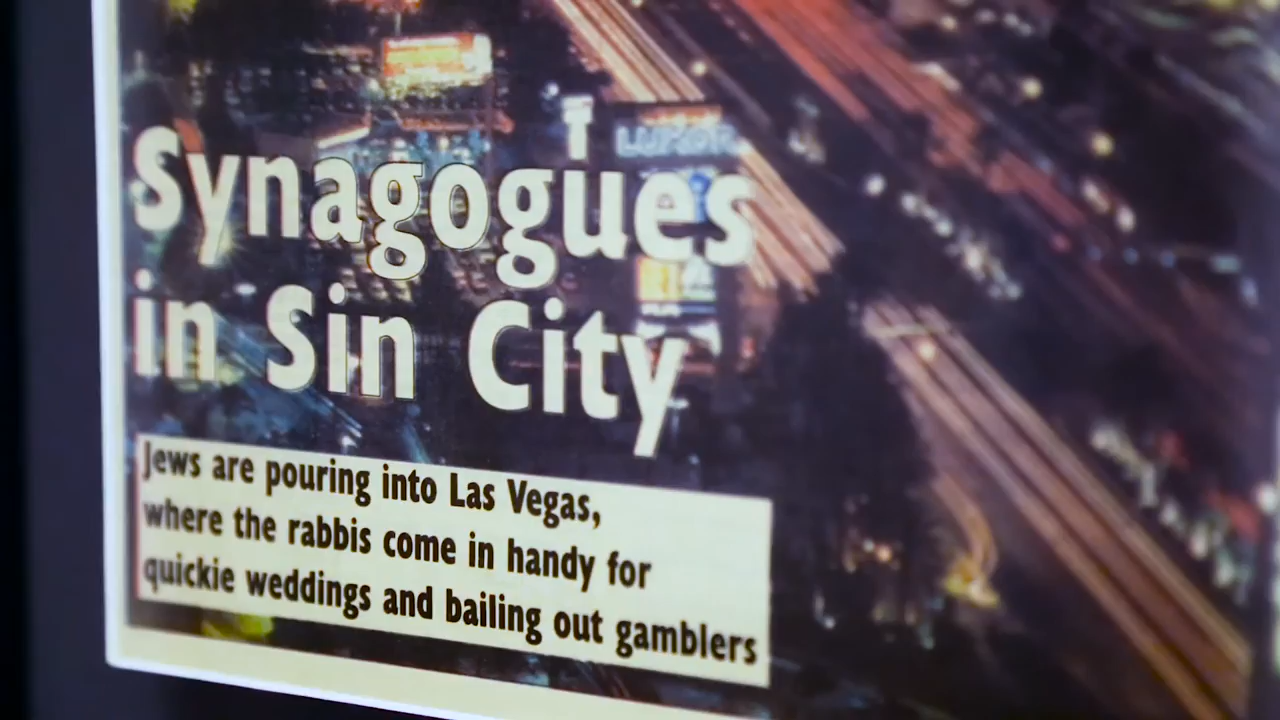 LUXOR
Synagogues
in Sin City
Jews are pouring into Las Vegas,
where the rabbis come in handy for
quickie weddings and bailing out gamblers